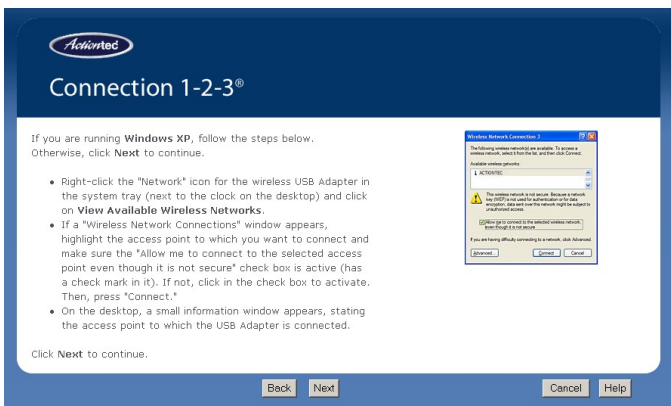 Actiontec
Connection 1-2-3®
If you are running Windows XP, follow the steps below.
Otherwise, click Next to continue.
• Right-click the "Network" icon for the wireless USB Adapter in
the system tray (next to the clock on the desktop) and click
on View Available Wireless Networks.
• If a "Wireless Network Connections" window appears,
highlight the access point to which you want to connect and
make sure the "Allow me to connect to the selected access
point even though it is not secure" check box is active (has
a check mark in it). If not, click in the check box to activate.
Then, press "Connect."
• On the desktop, a small information window appears, stating
the access point to which the USB Adapter is connected.
Click Next to continue.
Wireless Network Connection 3
The following wireless network(s) are available. To access a
wireless network, select it from the list, and then click Connect.
Available wireless networks:
ACTIONTEC
This wireless network is not secure. Because a network
key (WEP) is not used for authentication or for data
encryption, data sent over this network might be subject to
unauthorized access.
Allow me to connect to the selected wireless network,
even though it is not secure
If you are having difficulty connecting to a network, click Advanced.
Advanced... Connect Cancel
Back Next Cancel Help